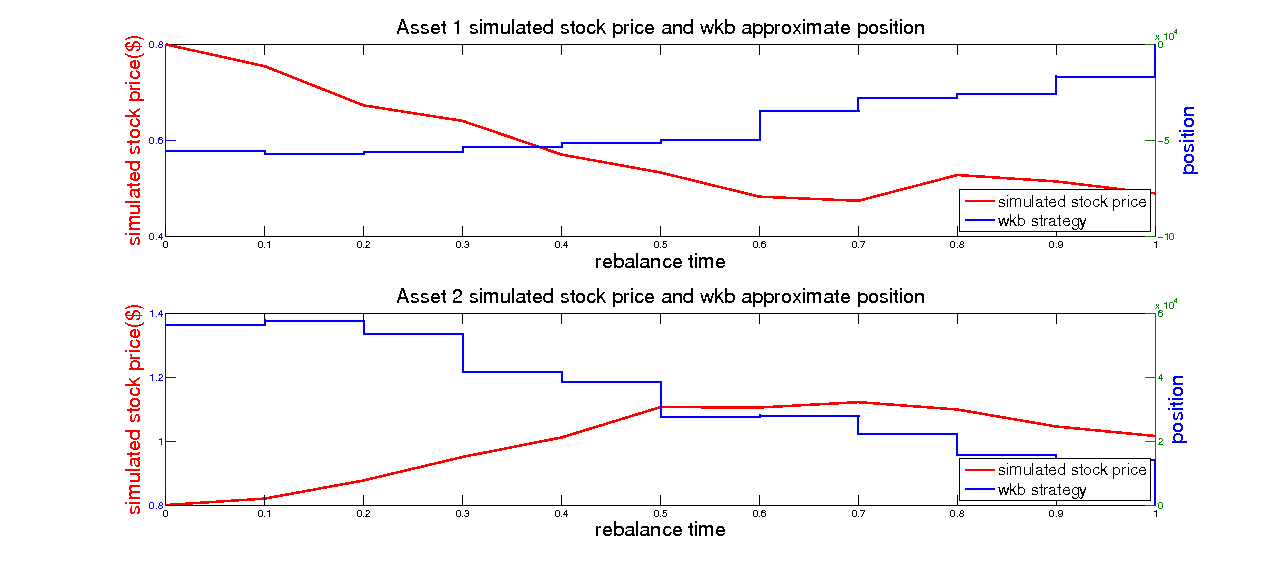 Asset 1 simulated stock price and wkb approximate position
x 10^4
simulated stock price($)
0.8
0.6
0.4
0
−5
−10
position
simulated stock price
wkb strategy
0 0.1 0.2 0.3 0.4 0.5 0.6 0.7 0.8 0.9 1
rebalance time
Asset 2 simulated stock price and wkb approximate position
x 10^4
simulated stock price($)
1.4
1.2
1
0.8
6
4
2
0
position
simulated stock price
wkb strategy
0 0.1 0.2 0.3 0.4 0.5 0.6 0.7 0.8 0.9 1
rebalance time